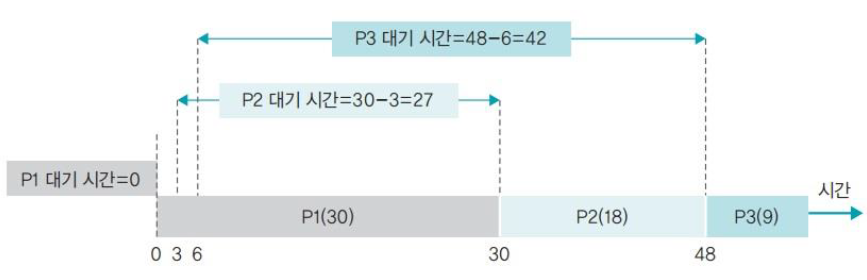 P3 대기 시간=48-6=42
P2 대기 시간=30-3=27
P1 대기 시간=0
시간
P1(30) P2(18) P3(9)
0 3 6 30 48